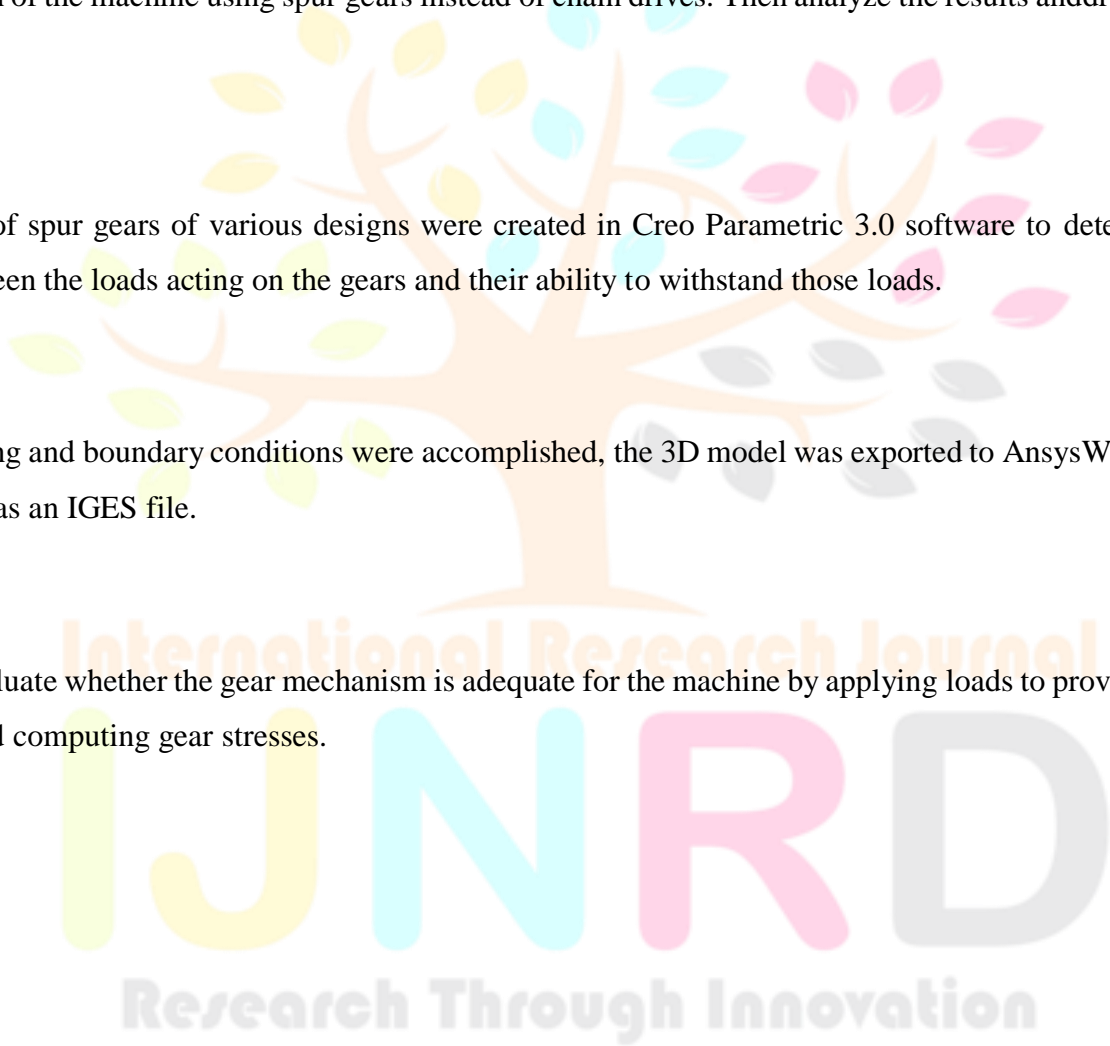 of the machine using spur gears instead of chain drives. Then analyze the results anddr
of spur gears of various designs were created in Creo Parametric 3.0 software to dete
een the loads acting on the gears and their ability to withstand those loads.
ng and boundary conditions were accomplished, the 3D model was exported to AnsysW
as an IGES file.
International Research Journal
luate whether the gear mechanism is adequate for the machine by applying loads to prov
d computing gear stresses.
IJNRD
Research Through Innovation